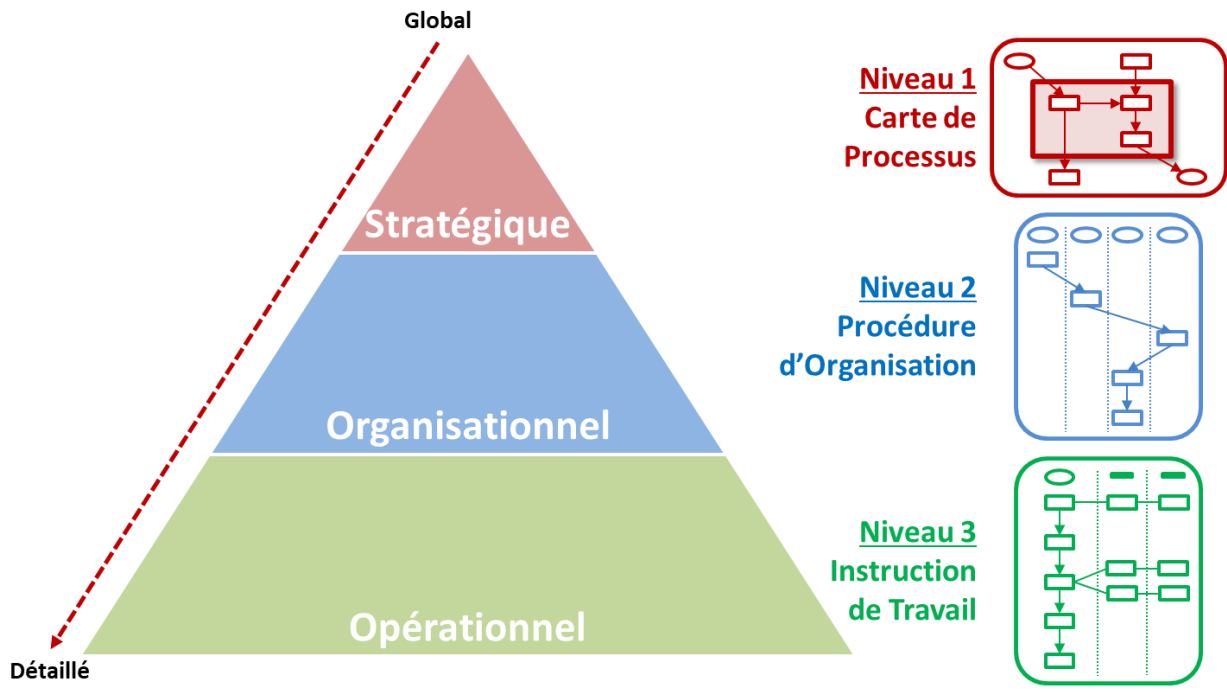 Global
Niveau 1
Carte de
Processus
Stratégique
Niveau 2
Procédure
d’Organisation
Organisationnel
Niveau 3
Instruction
de Travail
Opérationnel
Détaillé